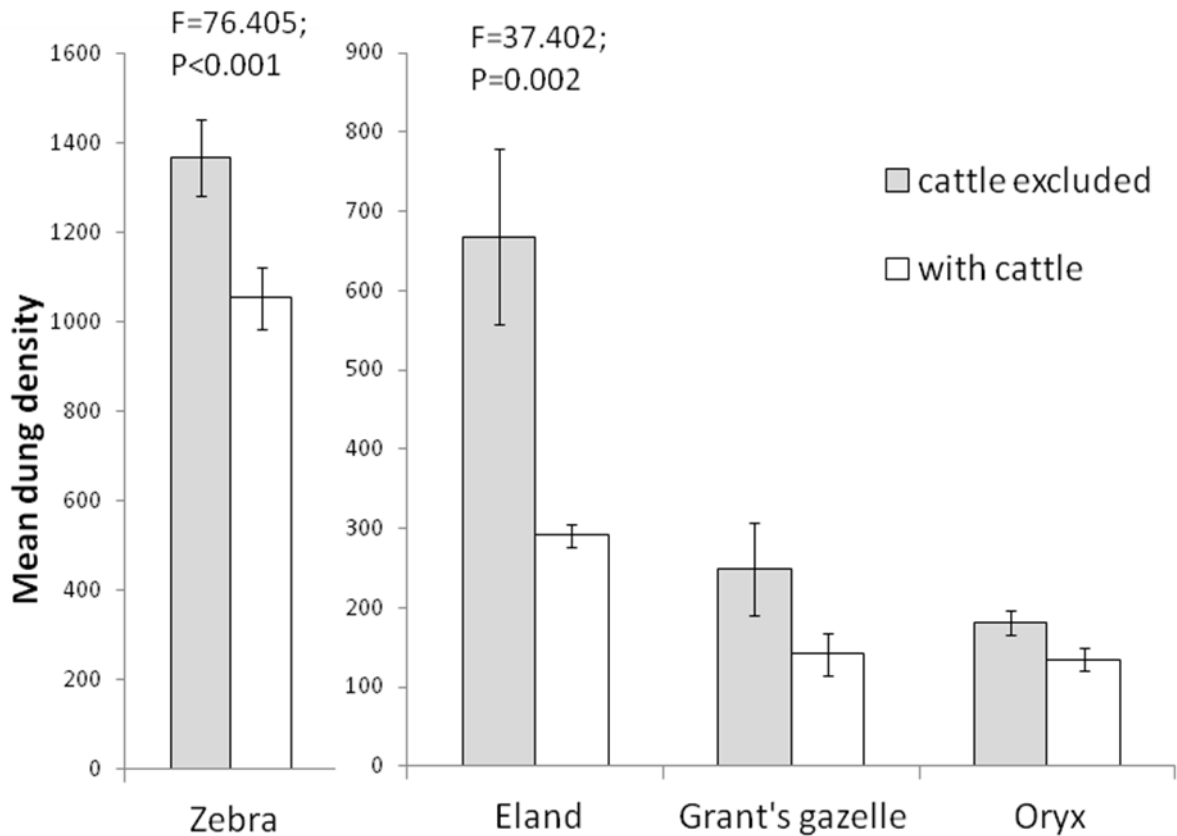 F=76.405;
P<0.001
F=37.402;
P=0.002
Mean dung density
1600
1400
1200
1000
800
600
400
200
0
900
800
700
600
500
400
300
200
100
0
cattle excluded
with cattle
Zebra
Eland
Grant's gazelle
Oryx